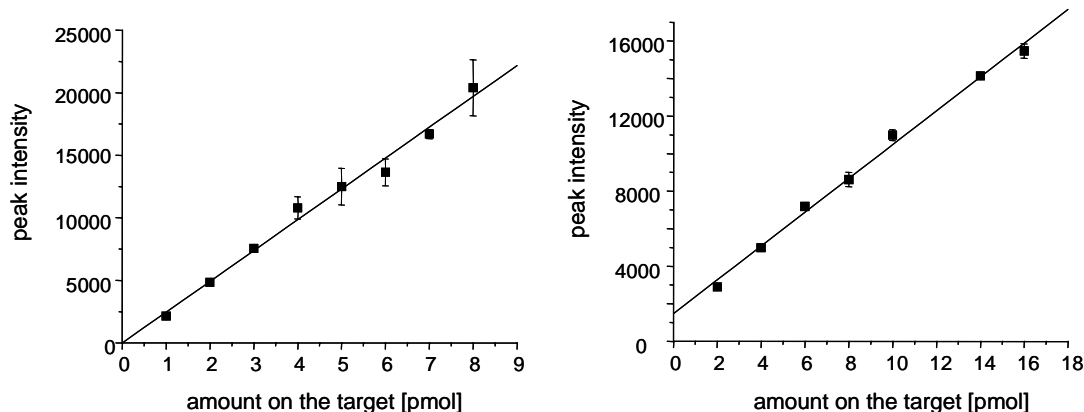 25000
20000
15000
10000
5000
0
peak intensity
0 1 2 3 4 5 6 7 8 9
amount on the target [pmol]
16000
12000
8000
4000
0
peak intensity
0 2 4 6 8 10 12 14 16 18
amount on the target [pmol]